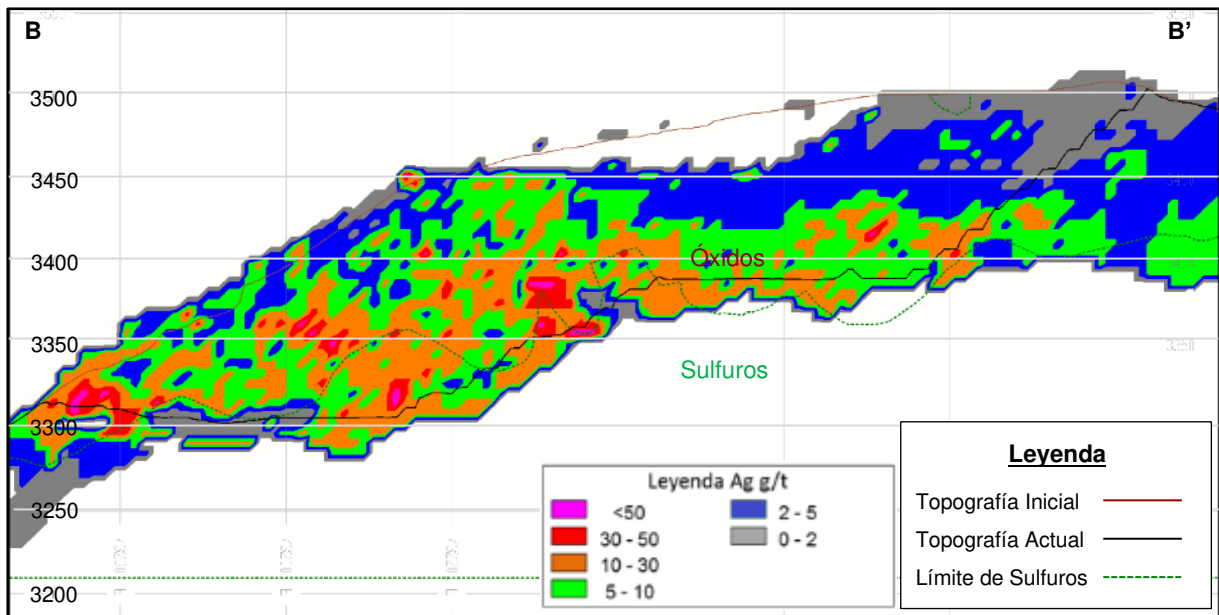 B
B’
3500
3450
3400
3350
3300
3250
3200
Óxidos
Sulfuros
3350
Leyenda Ag g/t
<50
2 - 5
30 - 50
0 - 2
10 - 30
5 - 10
Leyenda
Topografía Inicial
Topografía Actual
Límite de Sulfuros